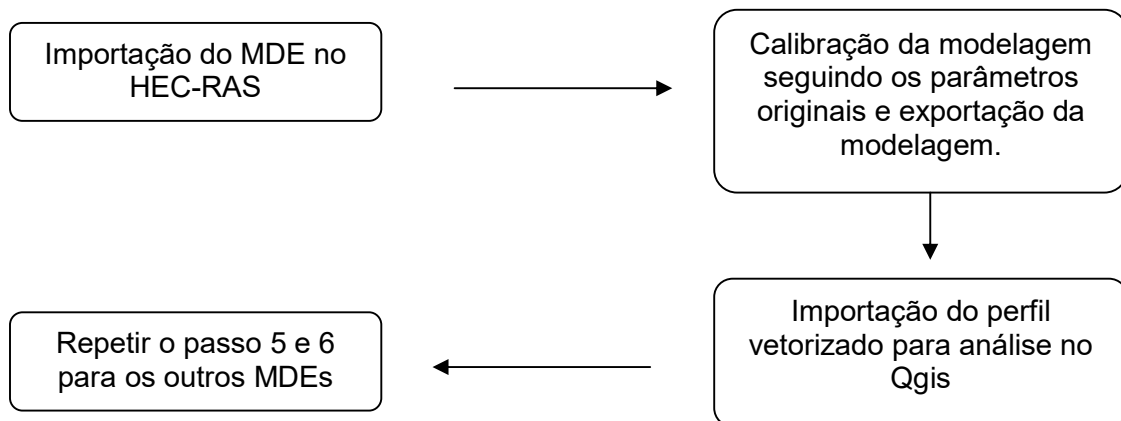 Importação do MDE no
HEC-RAS
Calibração da modelagem
seguindo os parâmetros
originais e exportação da
modelagem.
Importação do perfil
vetorizado para análise no
Qgis
Repetir o passo 5 e 6
para os outros MDEs